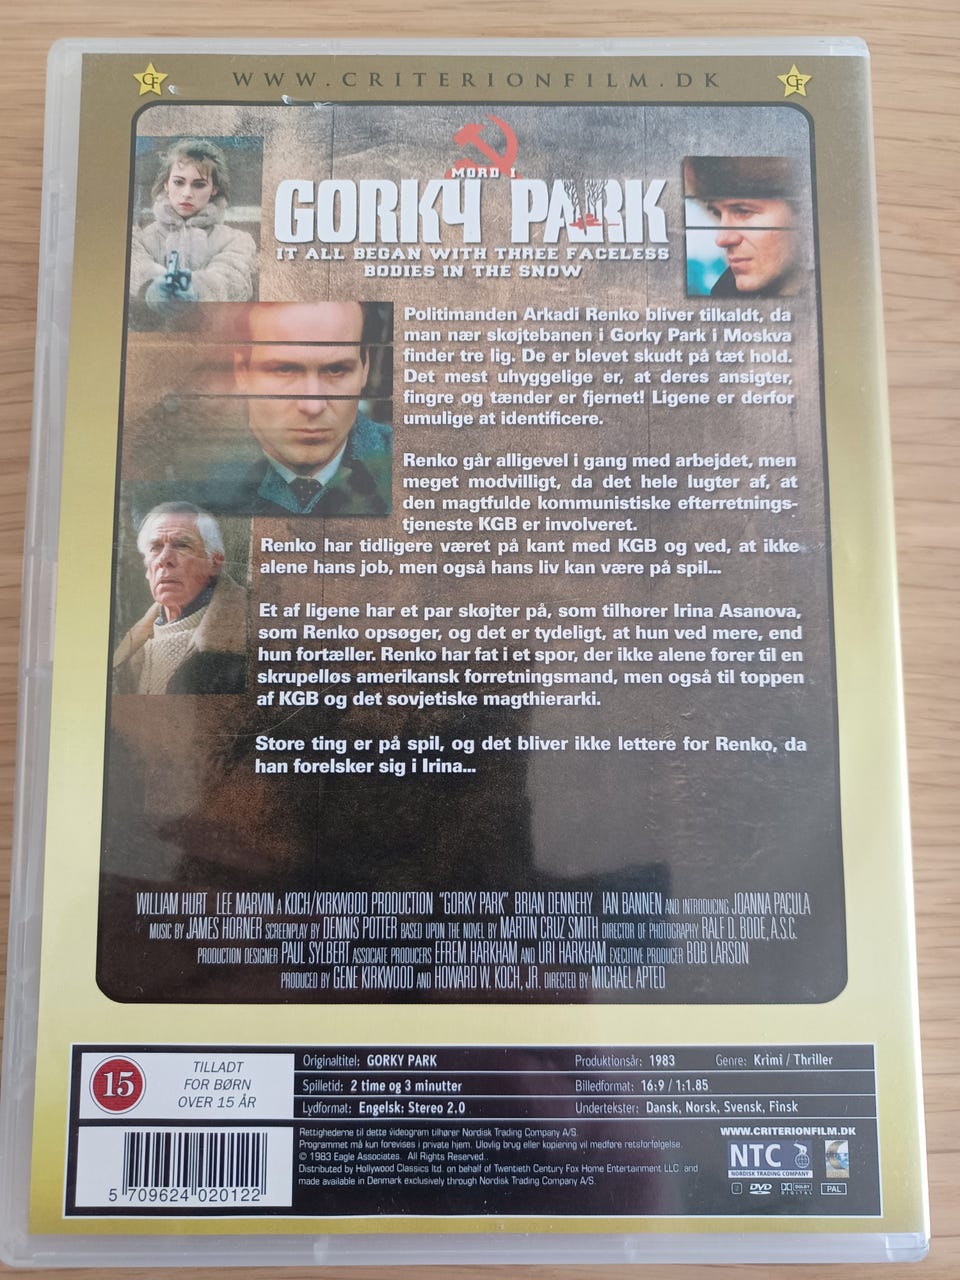 CF WWW.CRITERIONFILM.DK CF
MORD I
GORKY PARK
IT ALL BEGAN WITH THREE FACELESS
BODIES IN THE SNOW
Politimanden Arkadi Renko bliver tilkaldt, da
man nær skøjtebanen i Gorky Park i Moskva
finder tre lig. De er blevet skudt på tæt hold.
Det mest uhyggelige er, at deres ansigter,
fingre og tænder er fjernet! Ligene er derfor
umulige at identificere.
Renko går alligevel i gang med arbejdet, men
meget modvilligt, da det hele lugter af, at
den magtfulde kommunistiske efterretnings-
tjeneste KGB er involveret.
Renko har tidligere været på kant med KGB og ved, at ikke
alene hans job, men også hans liv kan være på spil...
Et af ligene har et par skøjter på, som tilhører Irina Asanova,
som Renko opsøger, og det er tydeligt, at hun ved mere, end
hun fortæller. Renko har fat i et spor, der ikke alene fører til en
skrupelløs amerikansk forretningsmand, men også til toppen
af KGB og det sovjetiske magthierarki.
Store ting er på spil, og det bliver ikke lettere for Renko, da
han forelsker sig i Irina...
WILLIAM HURT LEE MARVIN A KOCH/KIRKWOOD PRODUCTION "GORKY PARK" BRIAN DENNEHY IAN BANNEN AND INTRODUCING JOANNA PACULA
MUSIC BY JAMES HORNER SCREENPLAY BY DENNIS POTTER BASED UPON THE NOVEL BY MARTIN CRUZ SMITH DIRECTOR OF PHOTOGRAPHY RALF D. BODE, A.S.C.
PRODUCTION DESIGNER PAUL SYLBERT ASSOCIATE PRODUCERS EFREM HARKHAM AND URI HARKHAM EXECUTIVE PRODUCER BOB LARSON
PRODUCED BY GENE KIRKWOOD AND HOWARD W. KOCH, JR. DIRECTED BY MICHAEL APTED
15
TILLADT
FOR BØRN
OVER 15 ÅR
Originaltitel: GORKY PARK Produktionsår: 1983 Genre: Krimi / Thriller
Spilletid: 2 time og 3 minutter Billedformat: 16:9 / 1:1.85
Lydformat: Engelsk: Stereo 2.0 Undertekster: Dansk, Norsk, Svensk, Finsk
Rettighederne til dette videogram tilhører Nordisk Trading Company A/S.
Programmet må kun forevises i private hjem. Ulovlig brug eller kopiering vil medføre retsforfølgelse.
© 1983 Eagle Associates. All Rights Reserved.
Distributed by Hollywood Classics ltd. on behalf of Twentieth Century Fox Home Entertainment LLC. and
made available in Denmark exclusively through Nordisk Trading Company A/S.
WWW.CRITERIONFILM.DK
NTC
NORDISK TRADING COMPANY
DVD DOLBY DIGITAL PAL
5 709624 020122